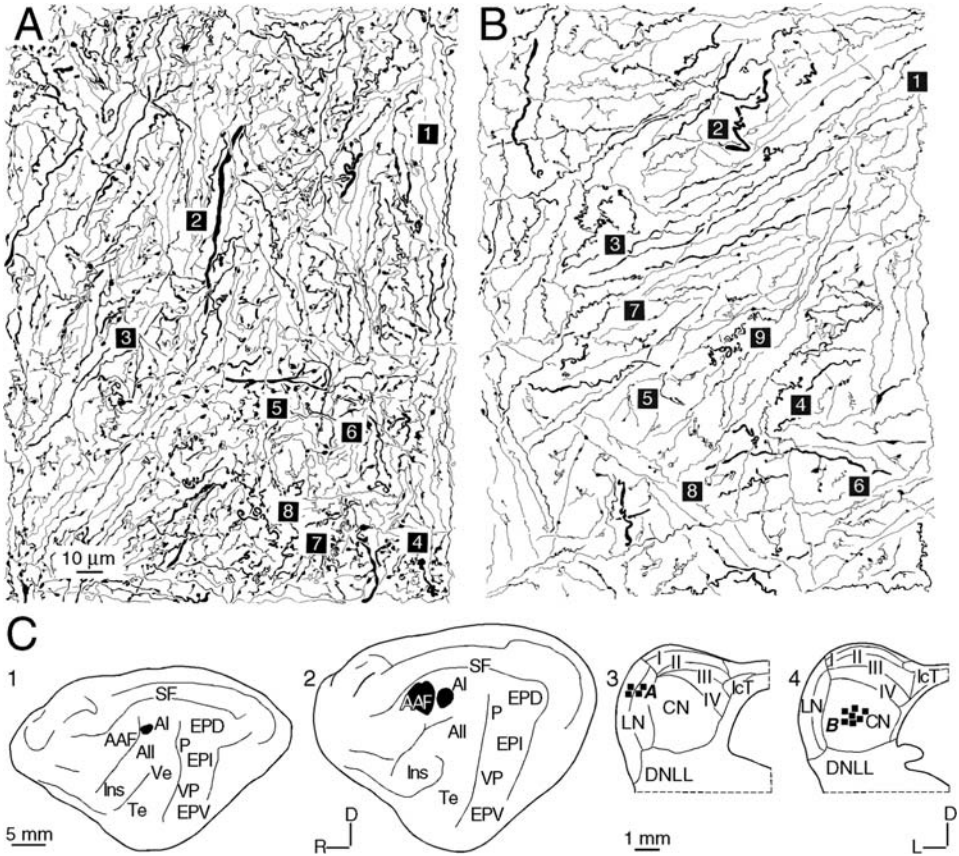 A
B
1
2
3
5
6
8
7
4
10 μm
1
2
3
7
9
5
4
8
6
C
1
SF
AI
AAF
EPD
AII
P
EPI
Ve
Ins
VP
Te
EPV
5 mm
2
SF
AAF
AI
EPD
P
AII
EPI
Ins
VP
Te
EPV
R
D
3
I
II
III
IV
IcT
A
LN
CN
DNLL
1 mm
4
I
II
III
IV
IcT
LN
B
CN
DNLL
D
L